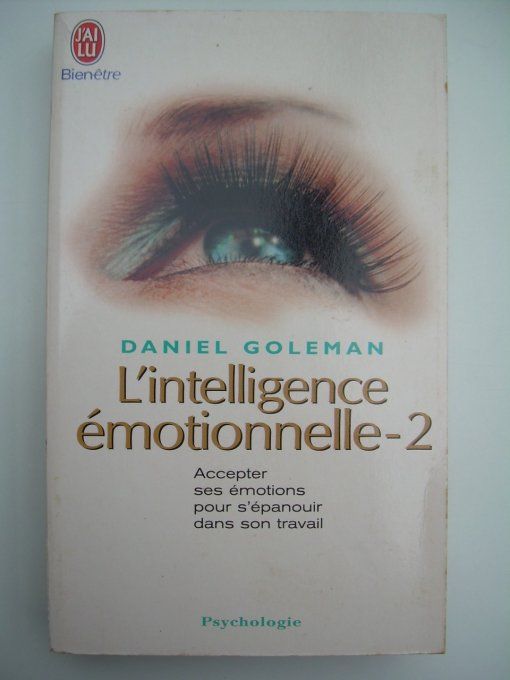 J'AI
LU
Bienêtre
DANIEL GOLEMAN
L'intelligence
émotionnelle-2
Accepter
ses émotions
pour s'épanouir
dans son travail
Psychologie